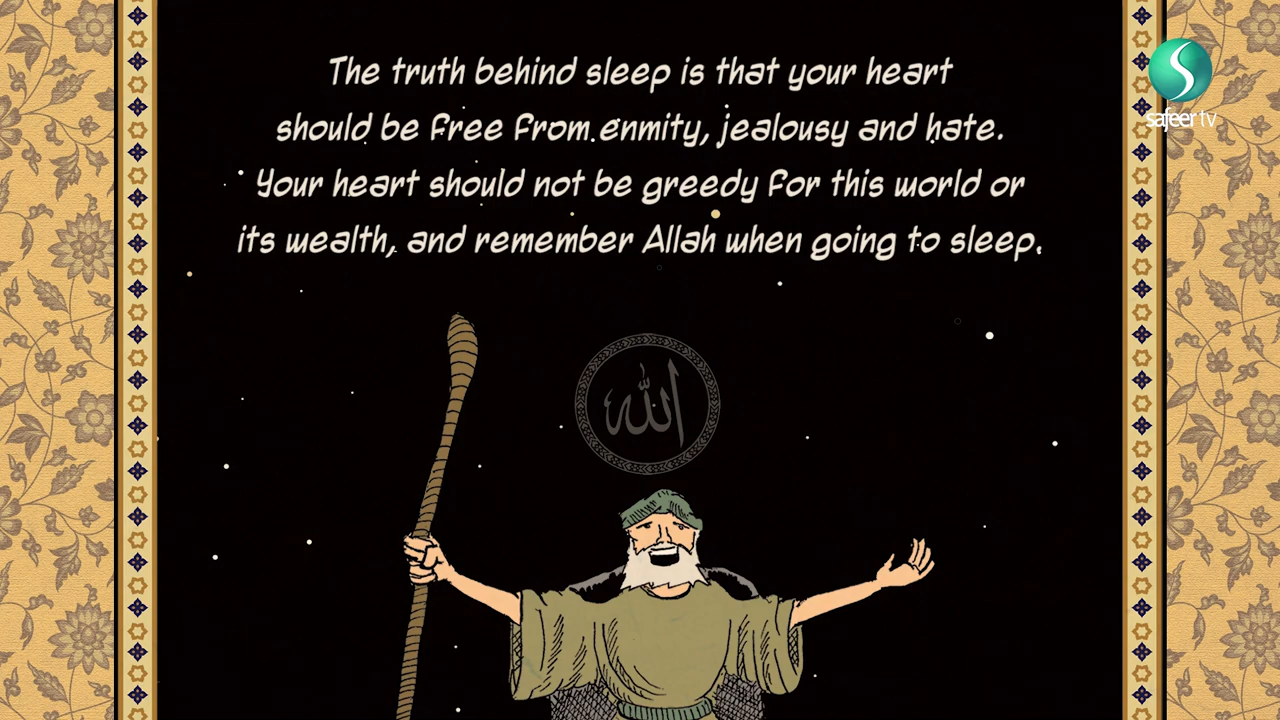 The truth behind sleep is that your heart
should be free from enmity, jealousy and hate.
Your heart should not be greedy for this world or
its wealth, and remember Allah when going to sleep.
safeer tv
الله